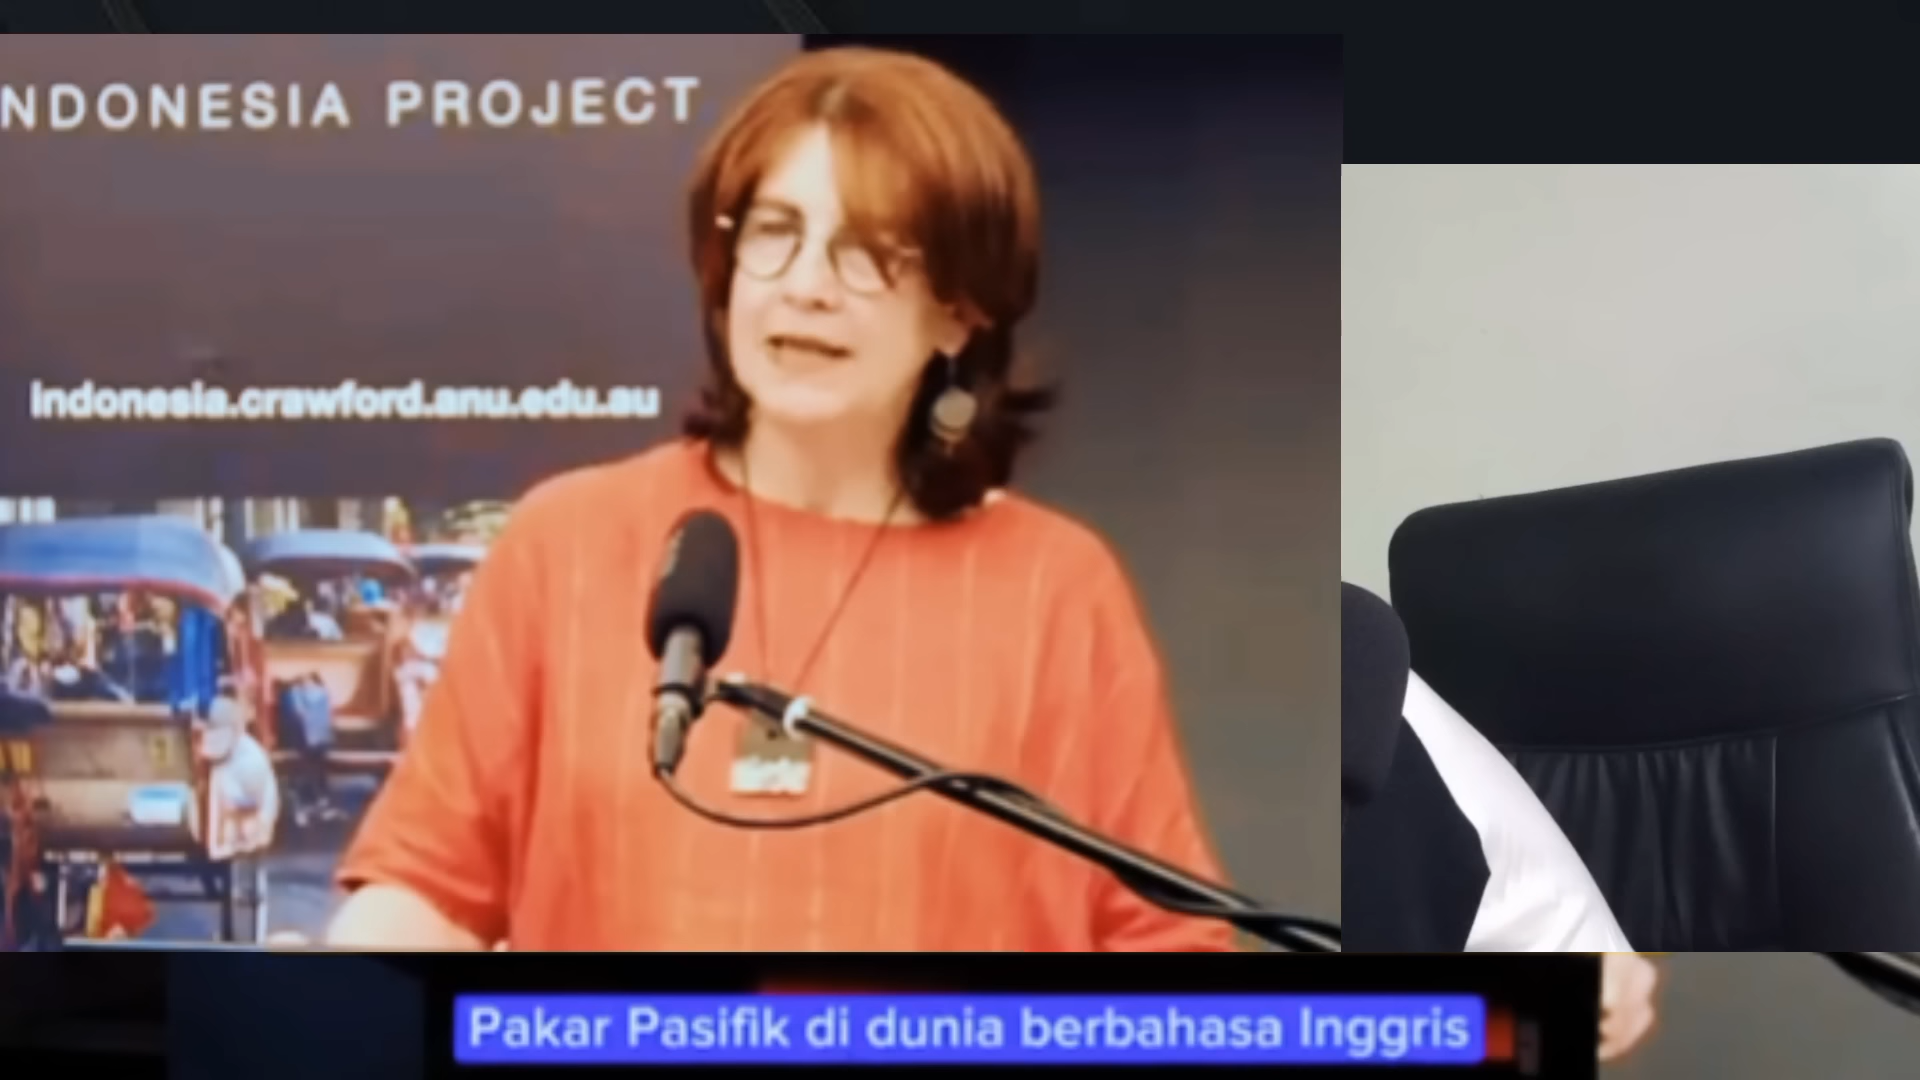 NDONESIA PROJECT
indonesia.crawford.anu.edu.au
Pakar Pasifik di dunia berbahasa Inggris